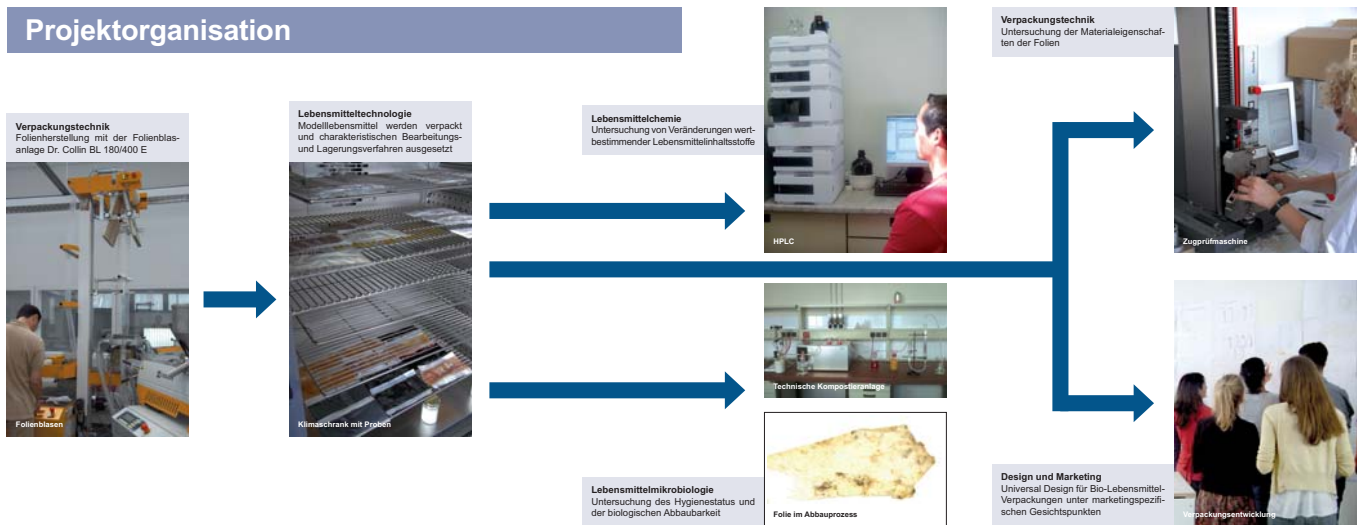 Projektorganisation
Verpackungstechnik
Folienherstellung mit der Folienblas-
anlage Dr. Collin BL 180/400 E
Folienblasen
Lebensmitteltechnologie
Modelllebensmittel werden verpackt
und charakteristischen Bearbeitungs-
und Lagerungsverfahren ausgesetzt
Klimaschrank mit Proben
Lebensmittelchemie
Untersuchung von Veränderungen wert-
bestimmender Lebensmittelinhaltsstoffe
HPLC
Technische Kompostieranlage
Lebensmittelmikrobiologie
Untersuchung des Hygienestatus und
der biologischen Abbaubarkeit
Folie im Abbauprozess
Verpackungstechnik
Untersuchung der Materialeigenschaf-
ten der Folien
Zugprüfmaschine
Design und Marketing
Universal Design für Bio-Lebensmittel-
Verpackungen unter marketingspezifi-
schen Gesichtspunkten
Verpackungsentwicklung